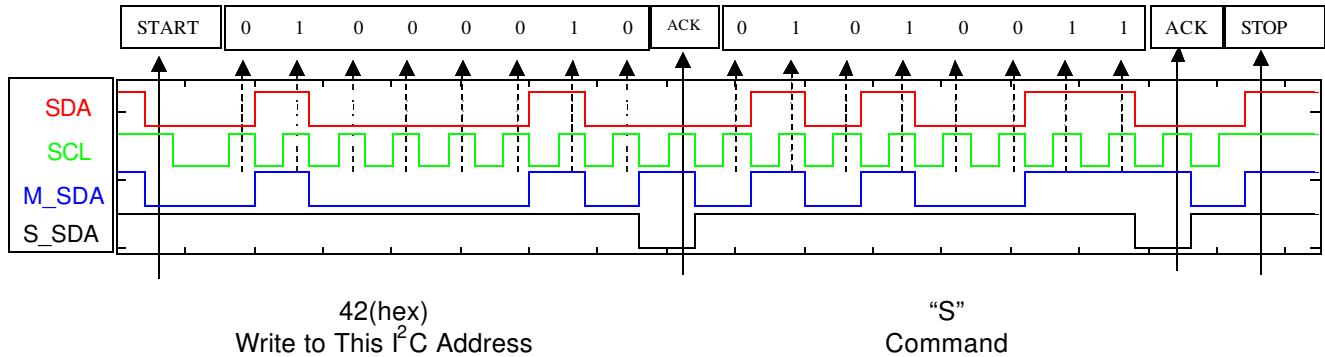 START 0 1 0 0 0 0 1 0 ACK 0 1 0 1 0 0 1 1 ACK STOP
SDA
SCL
M_SDA
S_SDA
42(hex) “S”
Write to This I²C Address Command